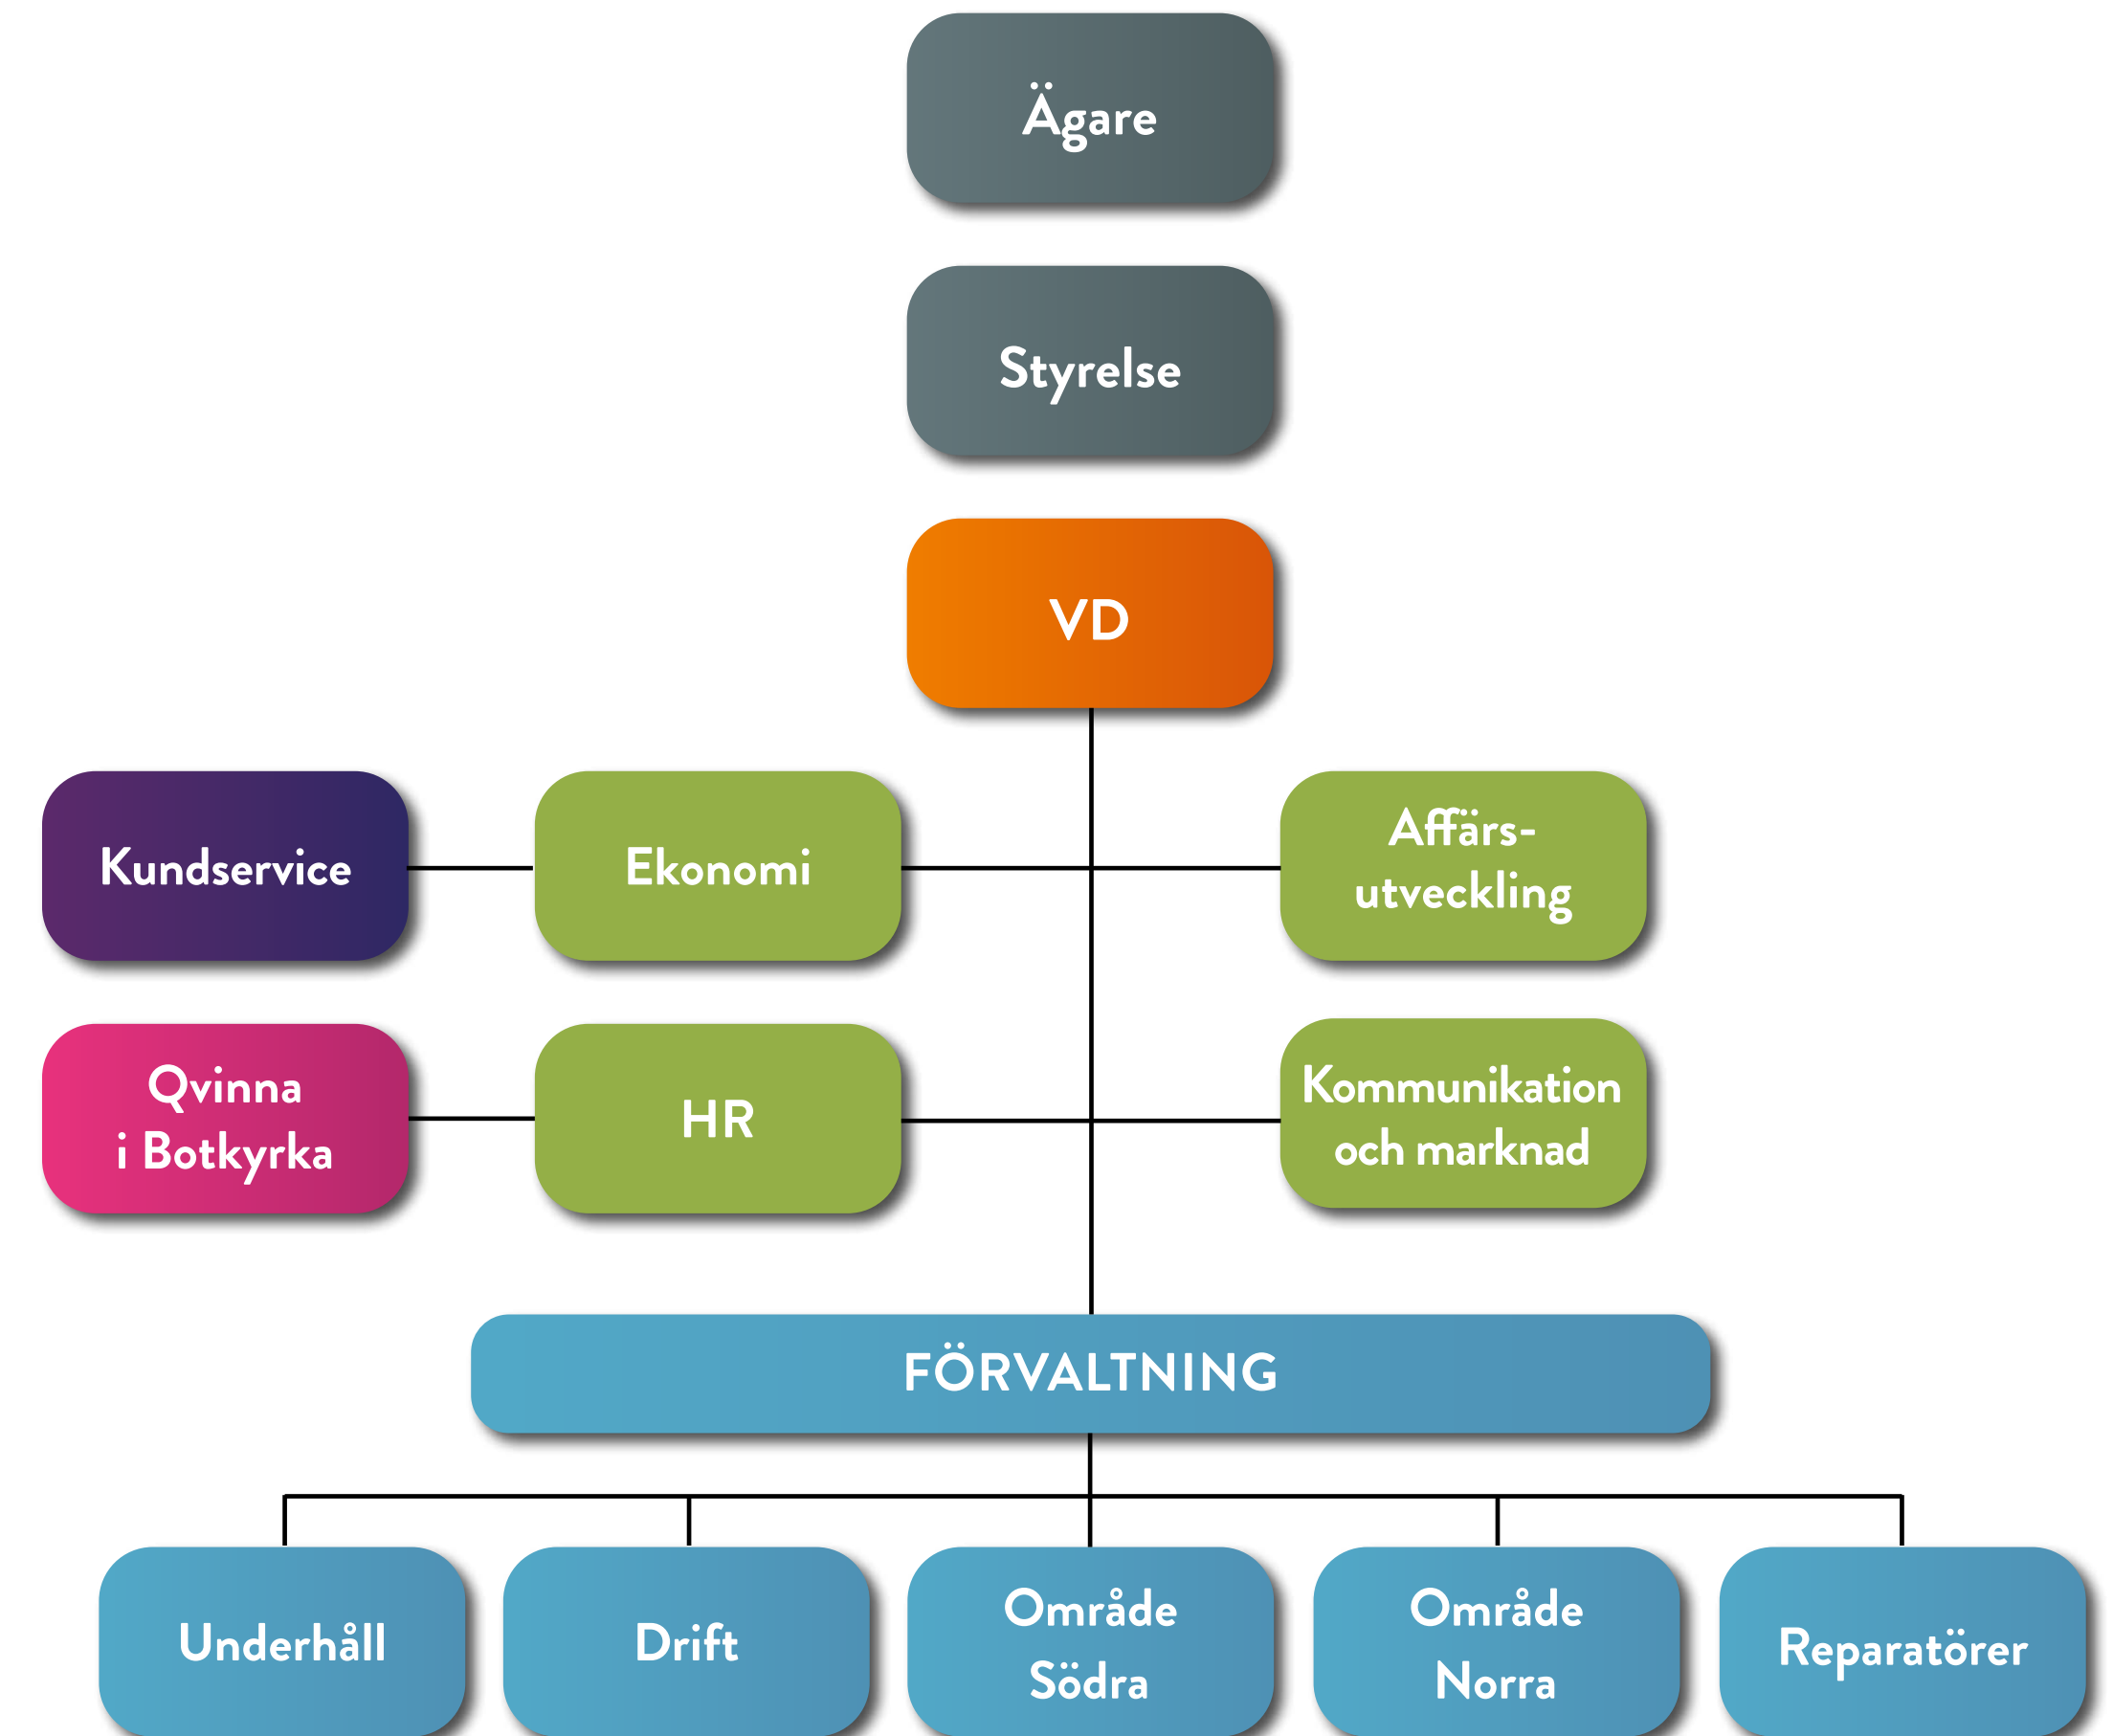 Ägare
Styrelse
VD
Kundservice
Ekonomi
Affärs-
utveckling
Qvinna
i Botkyrka
HR
Kommunikation
och marknad
FÖRVALTNING
Underhåll
Drift
Område
Södra
Område
Norra
Reparatörer